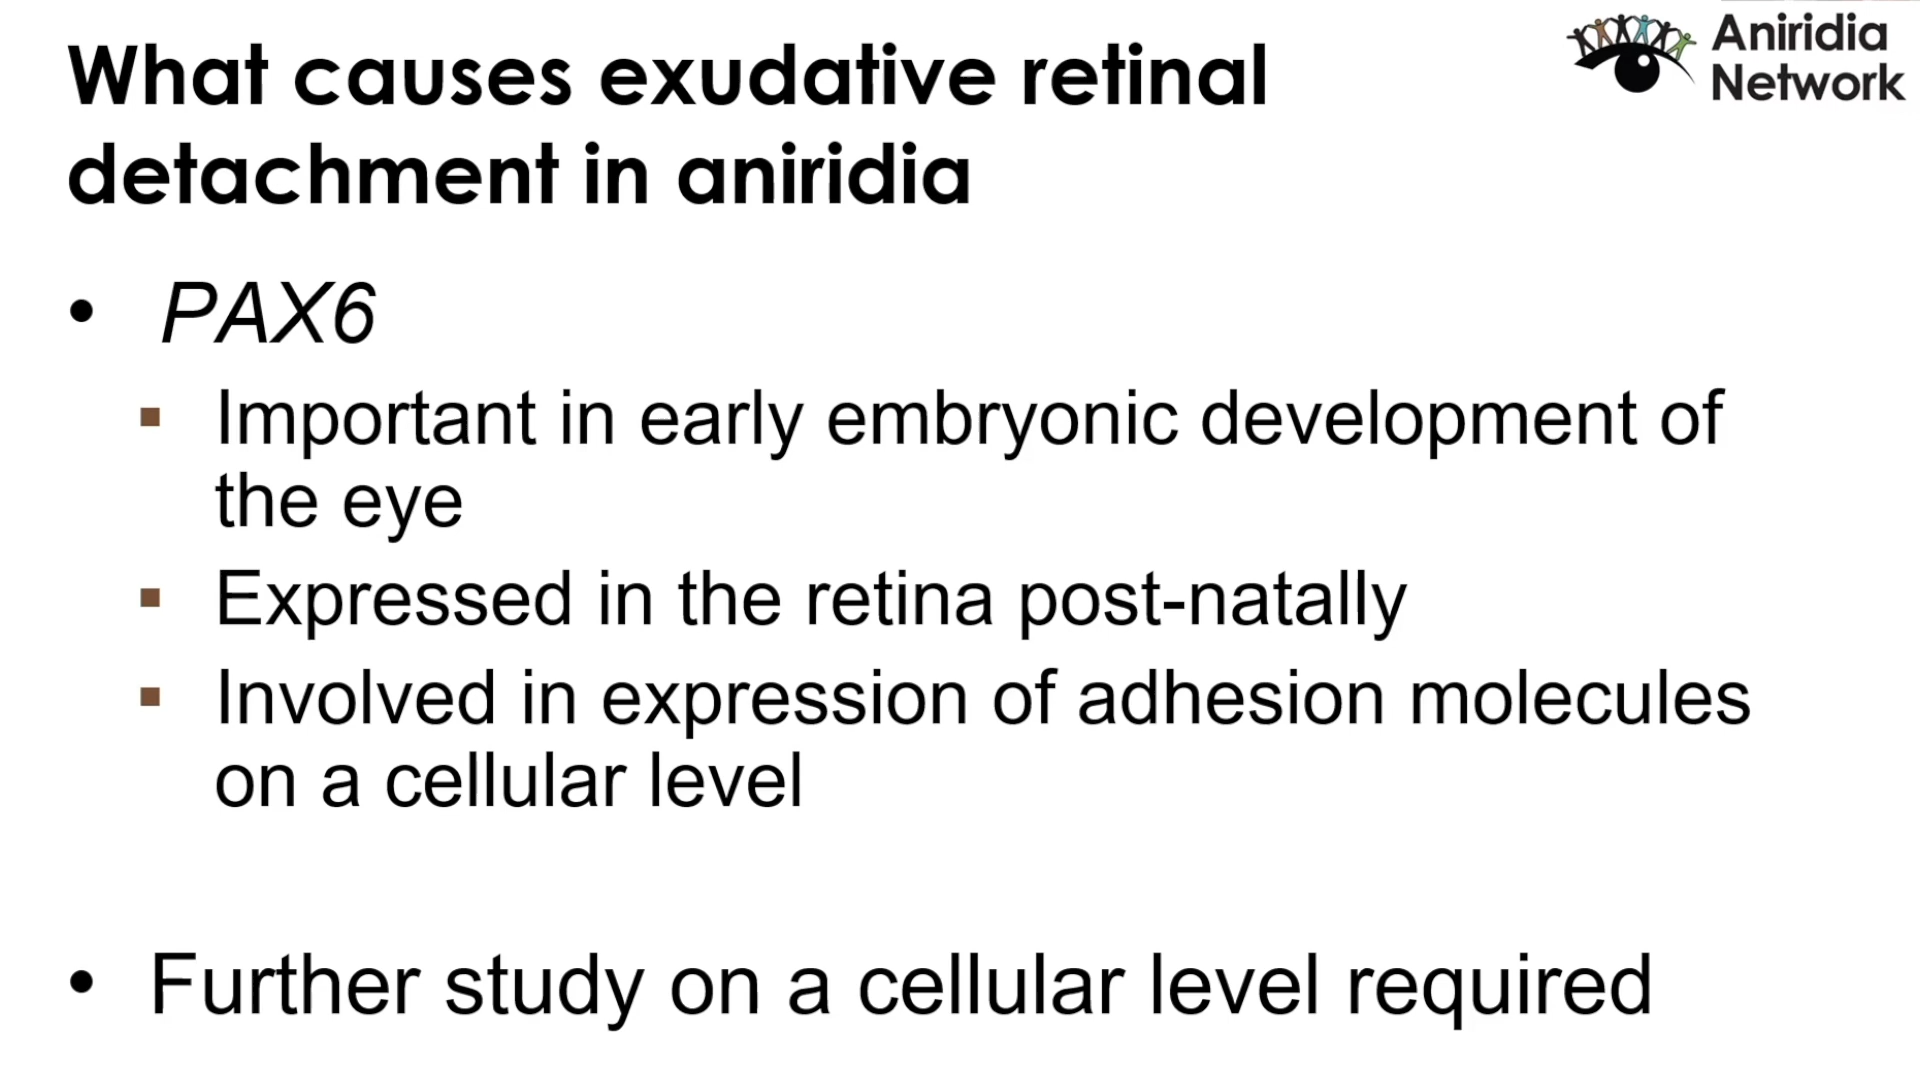 What causes exudative retinal
detachment in aniridia
Aniridia
Network
• PAX6
▪ Important in early embryonic development of
the eye
▪ Expressed in the retina post-natally
▪ Involved in expression of adhesion molecules
on a cellular level
• Further study on a cellular level required